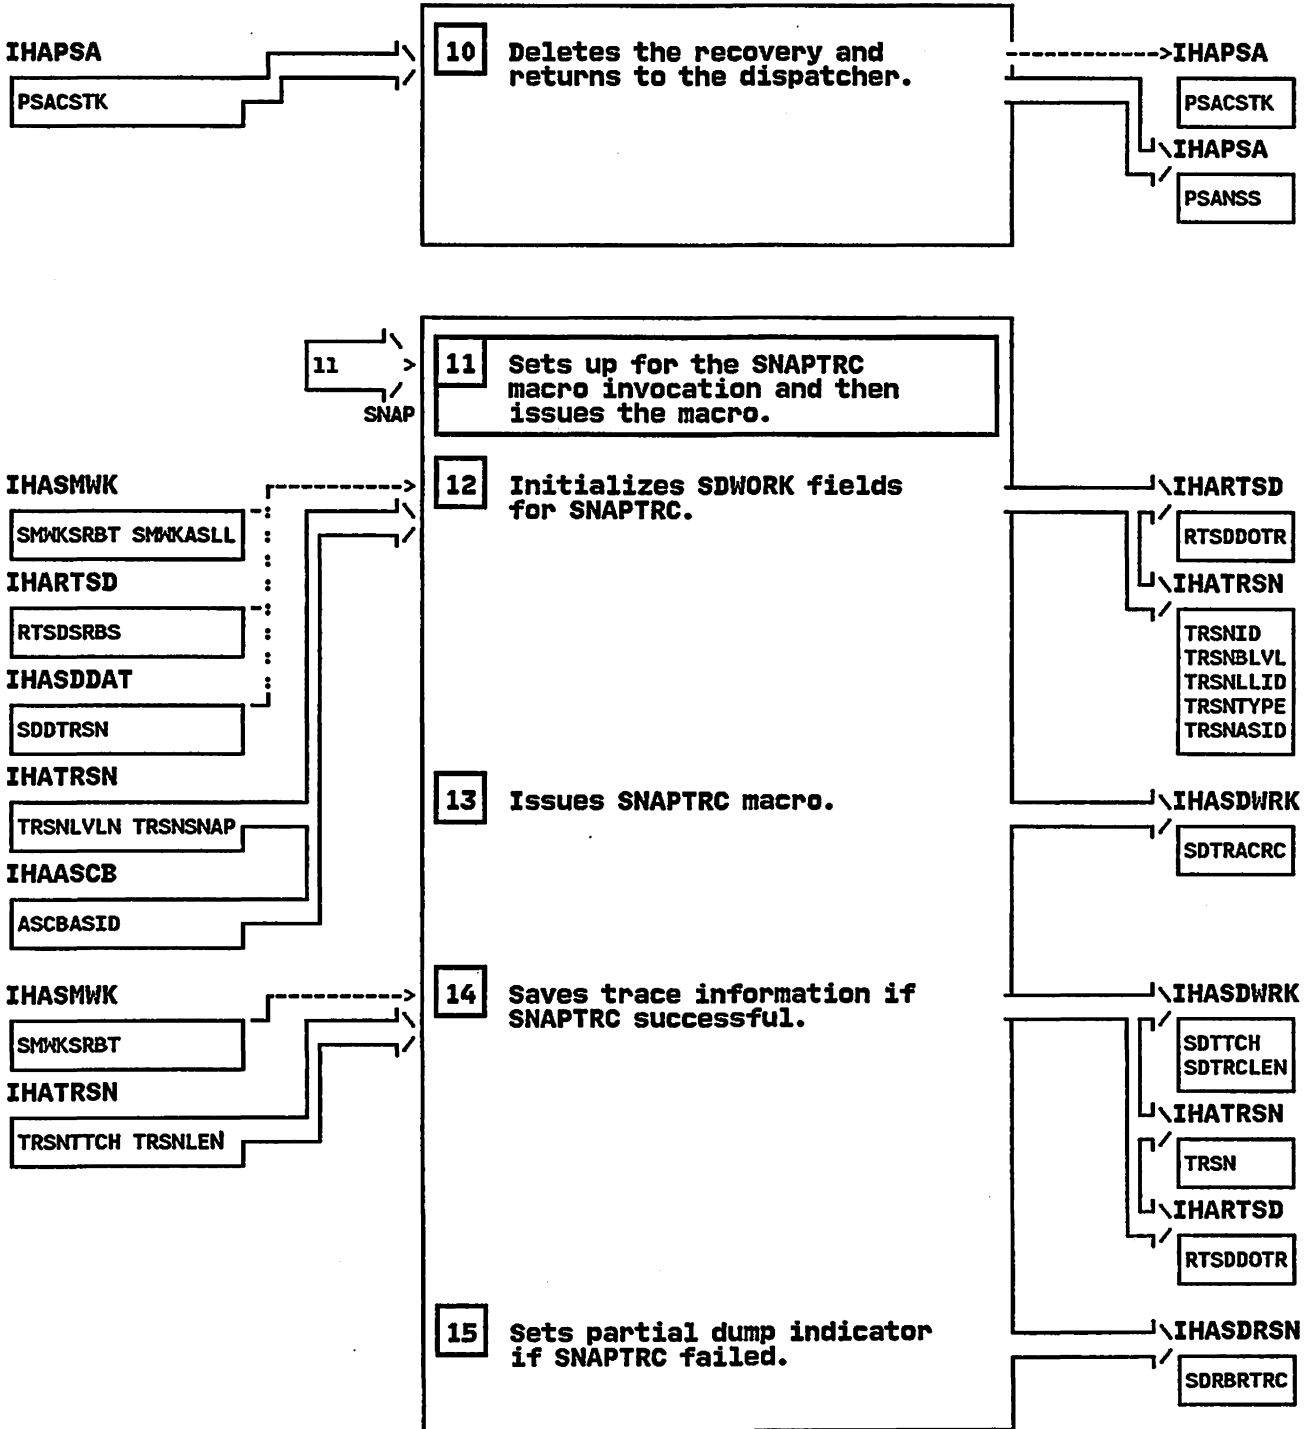 IHAPSA
PSACSTK
10 Deletes the recovery and
returns to the dispatcher.
IHAPSA
PSACSTK
IHAPSA
PSANSS
11
SNAP
11 Sets up for the SNAPTRC
macro invocation and then
issues the macro.
IHASMWK
SMWKSRBT SMWKASLL
IHARTSD
RTSDSRBS
IHASDDAT
SDDTRSN
IHATRSN
TRSNLVLN TRSNSNAP
IHAASCB
ASCBASID
12 Initializes SDWORK fields
for SNAPTRC.
IHARTSD
RTSDDOTR
IHATRSN
TRSNID
TRSNBLVL
TRSNLLID
TRSNTYPE
TRSNASID
13 Issues SNAPTRC macro.
IHASDWRK
SDTRACRC
IHASMWK
SMWKSRBT
IHATRSN
TRSNTTCH TRSNLEN
14 Saves trace information if
SNAPTRC successful.
IHASDWRK
SDTTCH
SDTRCLEN
IHATRSN
TRSN
IHARTSD
RTSDDOTR
15 Sets partial dump indicator
if SNAPTRC failed.
IHASDRSN
SDRBRTRC